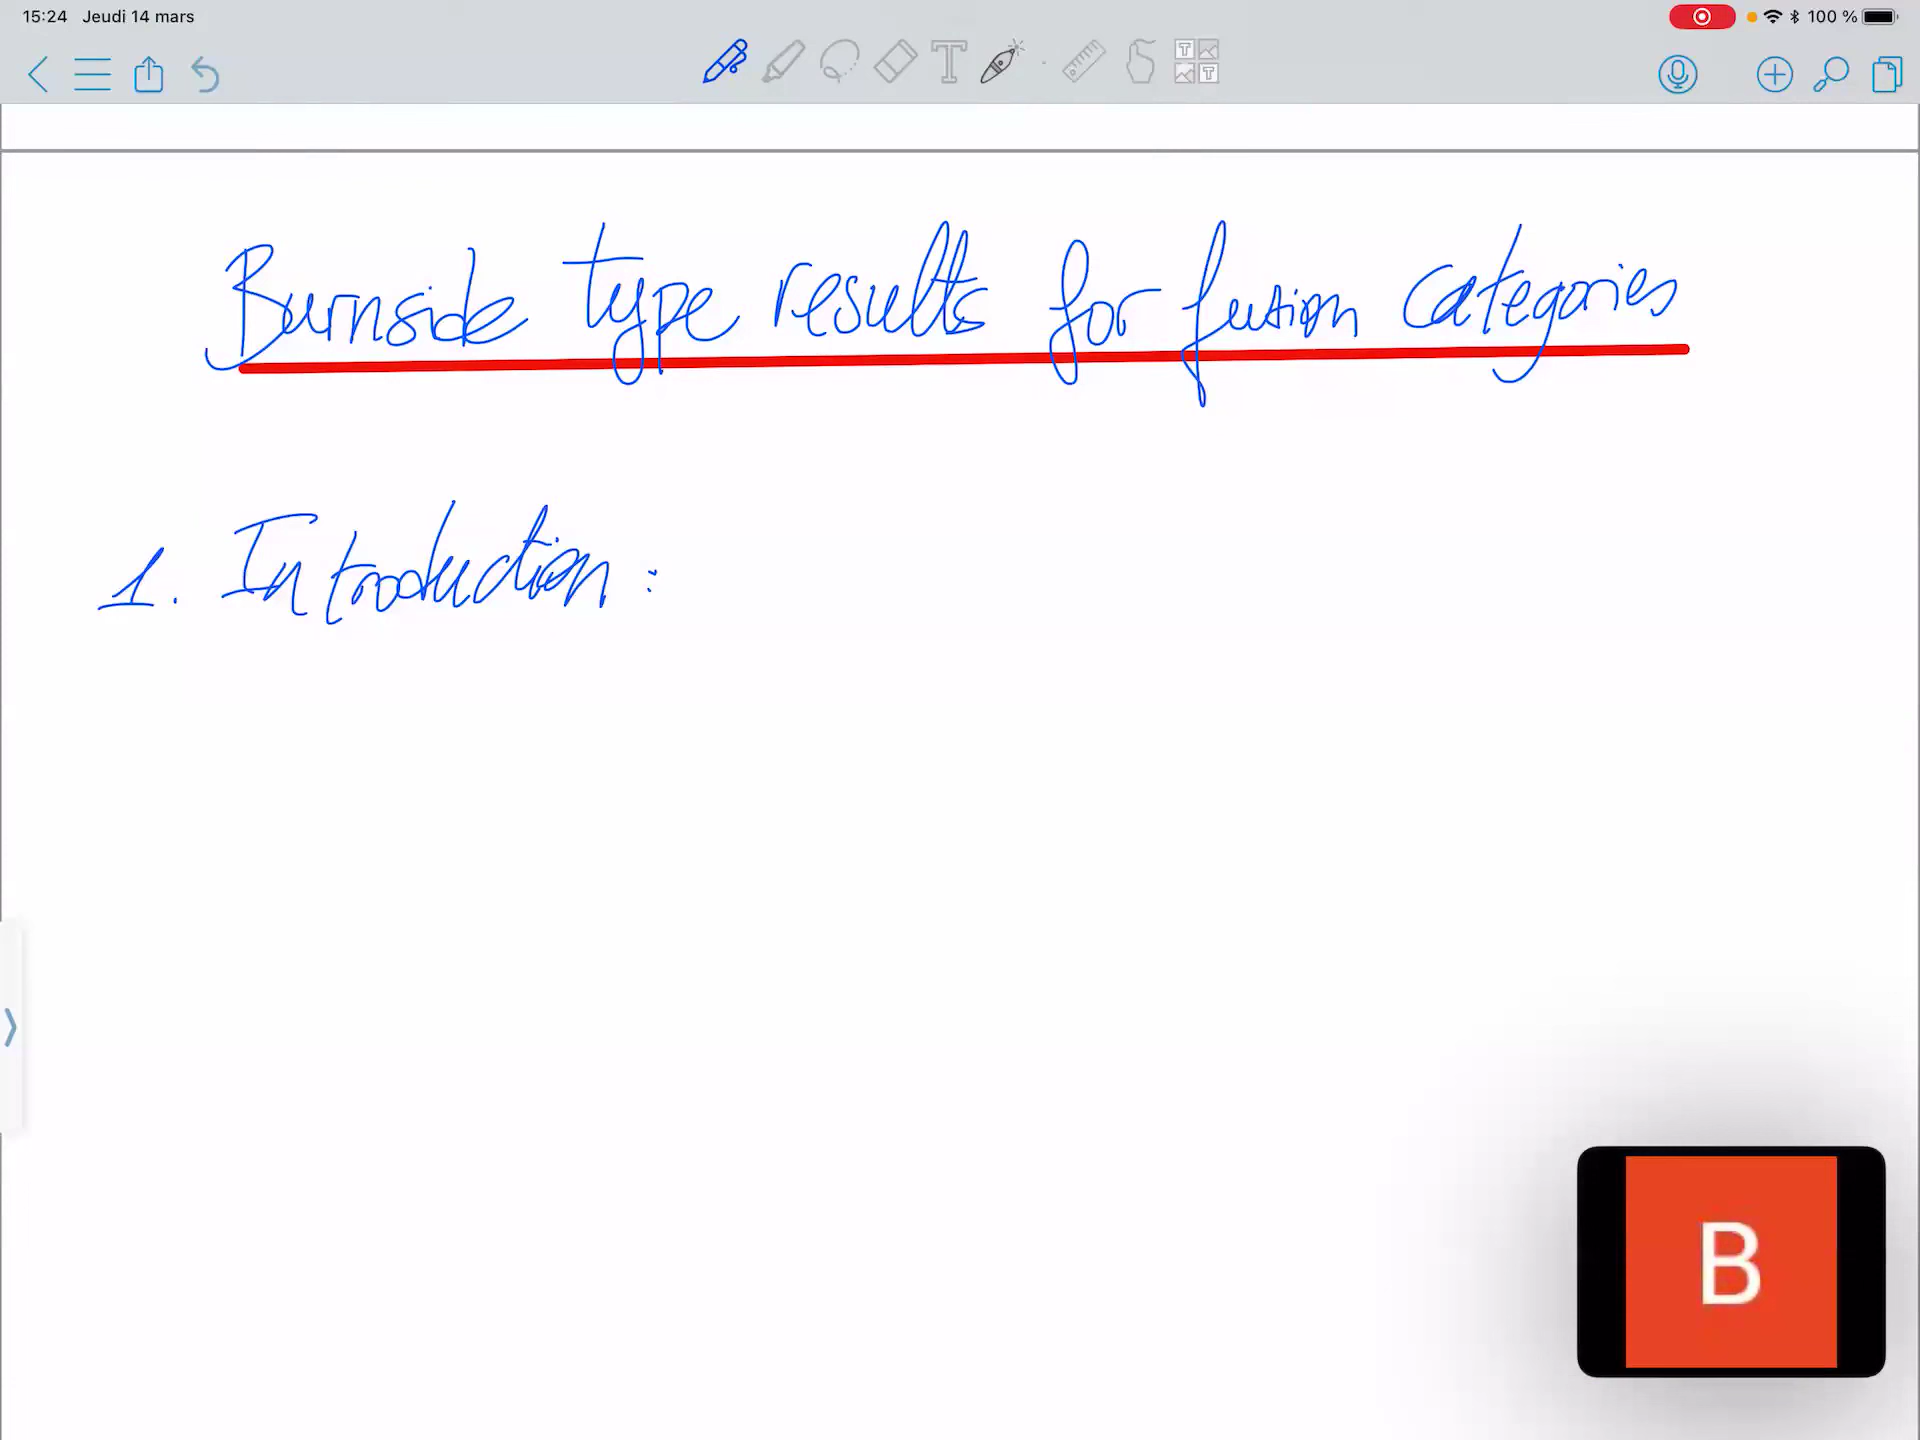 15:24 Jeudi 14 mars 100 %
Burnside type results for fusion categories
1. Introduction:
B